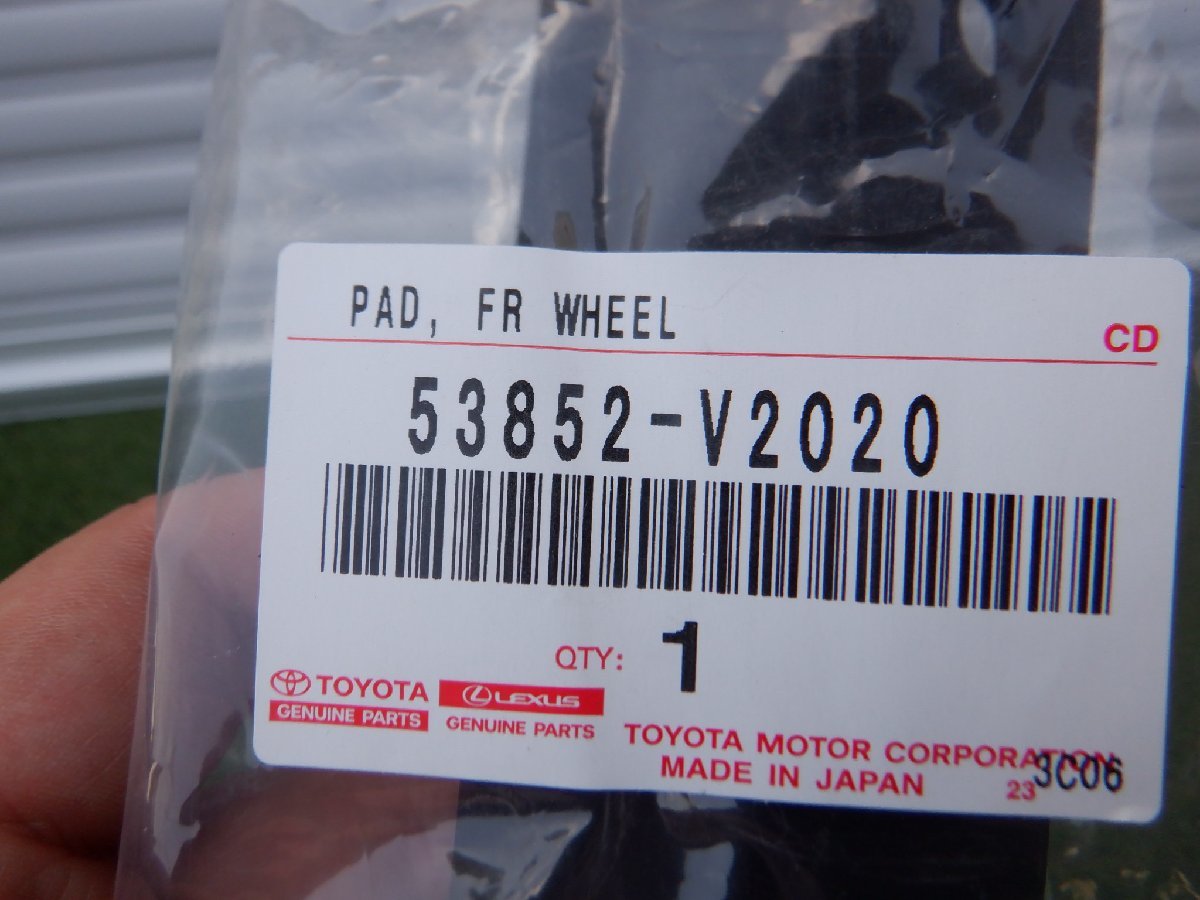 PAD, FR WHEEL
CD
53852-V2020
QTY: 1
TOYOTA
GENUINE PARTS
LEXUS
GENUINE PARTS
TOYOTA MOTOR CORPORATION
MADE IN JAPAN
23
3C06